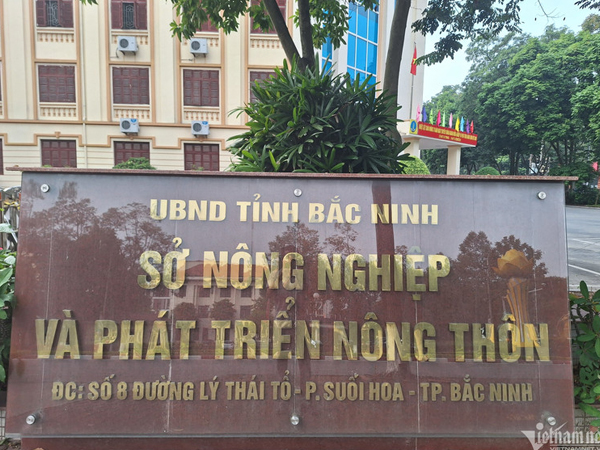 UBND TỈNH BẮC NINH
SỞ NÔNG NGHIỆP
VÀ PHÁT TRIỂN NÔNG THÔN
ĐC: SỐ 8 ĐƯỜNG LÝ THÁI TỔ - P. SUỐI HOA - TP. BẮC NINH